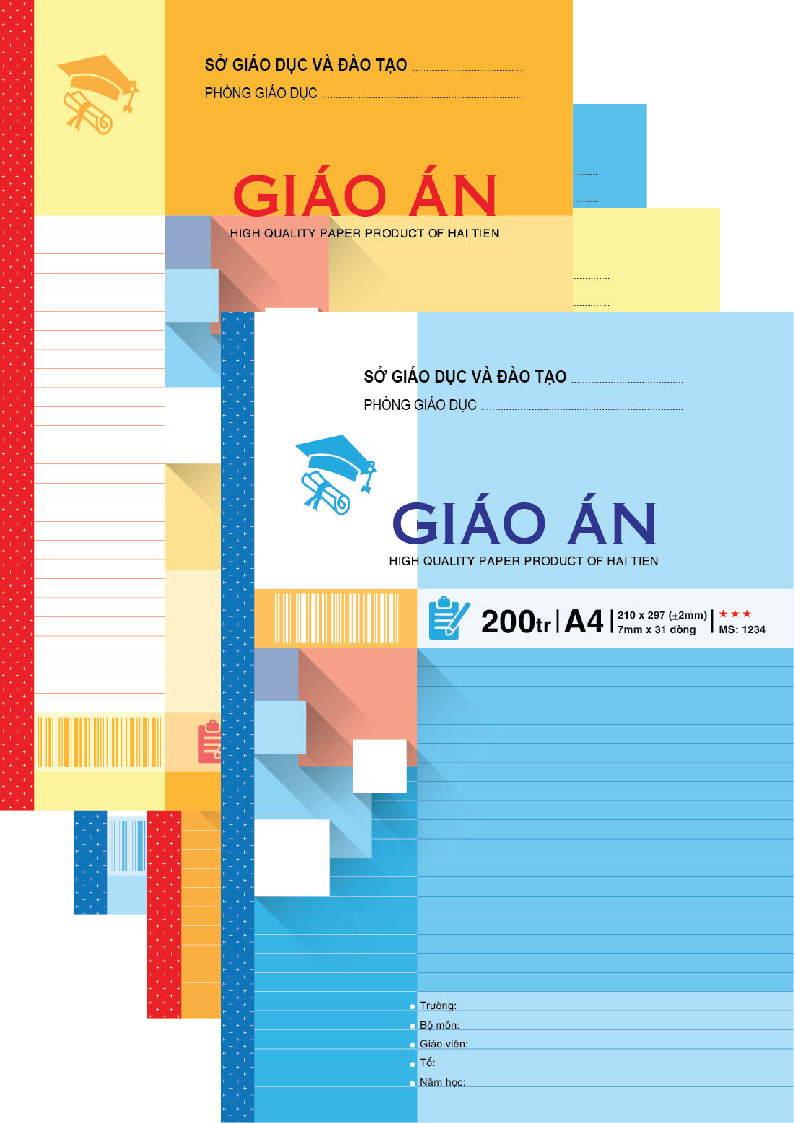 SỞ GIÁO DỤC VÀ ĐÀO TẠO ........................
PHÒNG GIÁO DỤC ........................
GIÁO ÁN
HIGH QUALITY PAPER PRODUCT OF HAI TIEN
SỞ GIÁO DỤC VÀ ĐÀO TẠO ........................
PHÒNG GIÁO DỤC ........................
GIÁO ÁN
HIGH QUALITY PAPER PRODUCT OF HAI TIEN
200tr | A4 | 210 x 297 (±2mm) | ★ ★ ★
7mm x 31 dòng | MS: 1234
Trường:
Bộ môn:
Giáo viên:
Tổ:
Năm học: